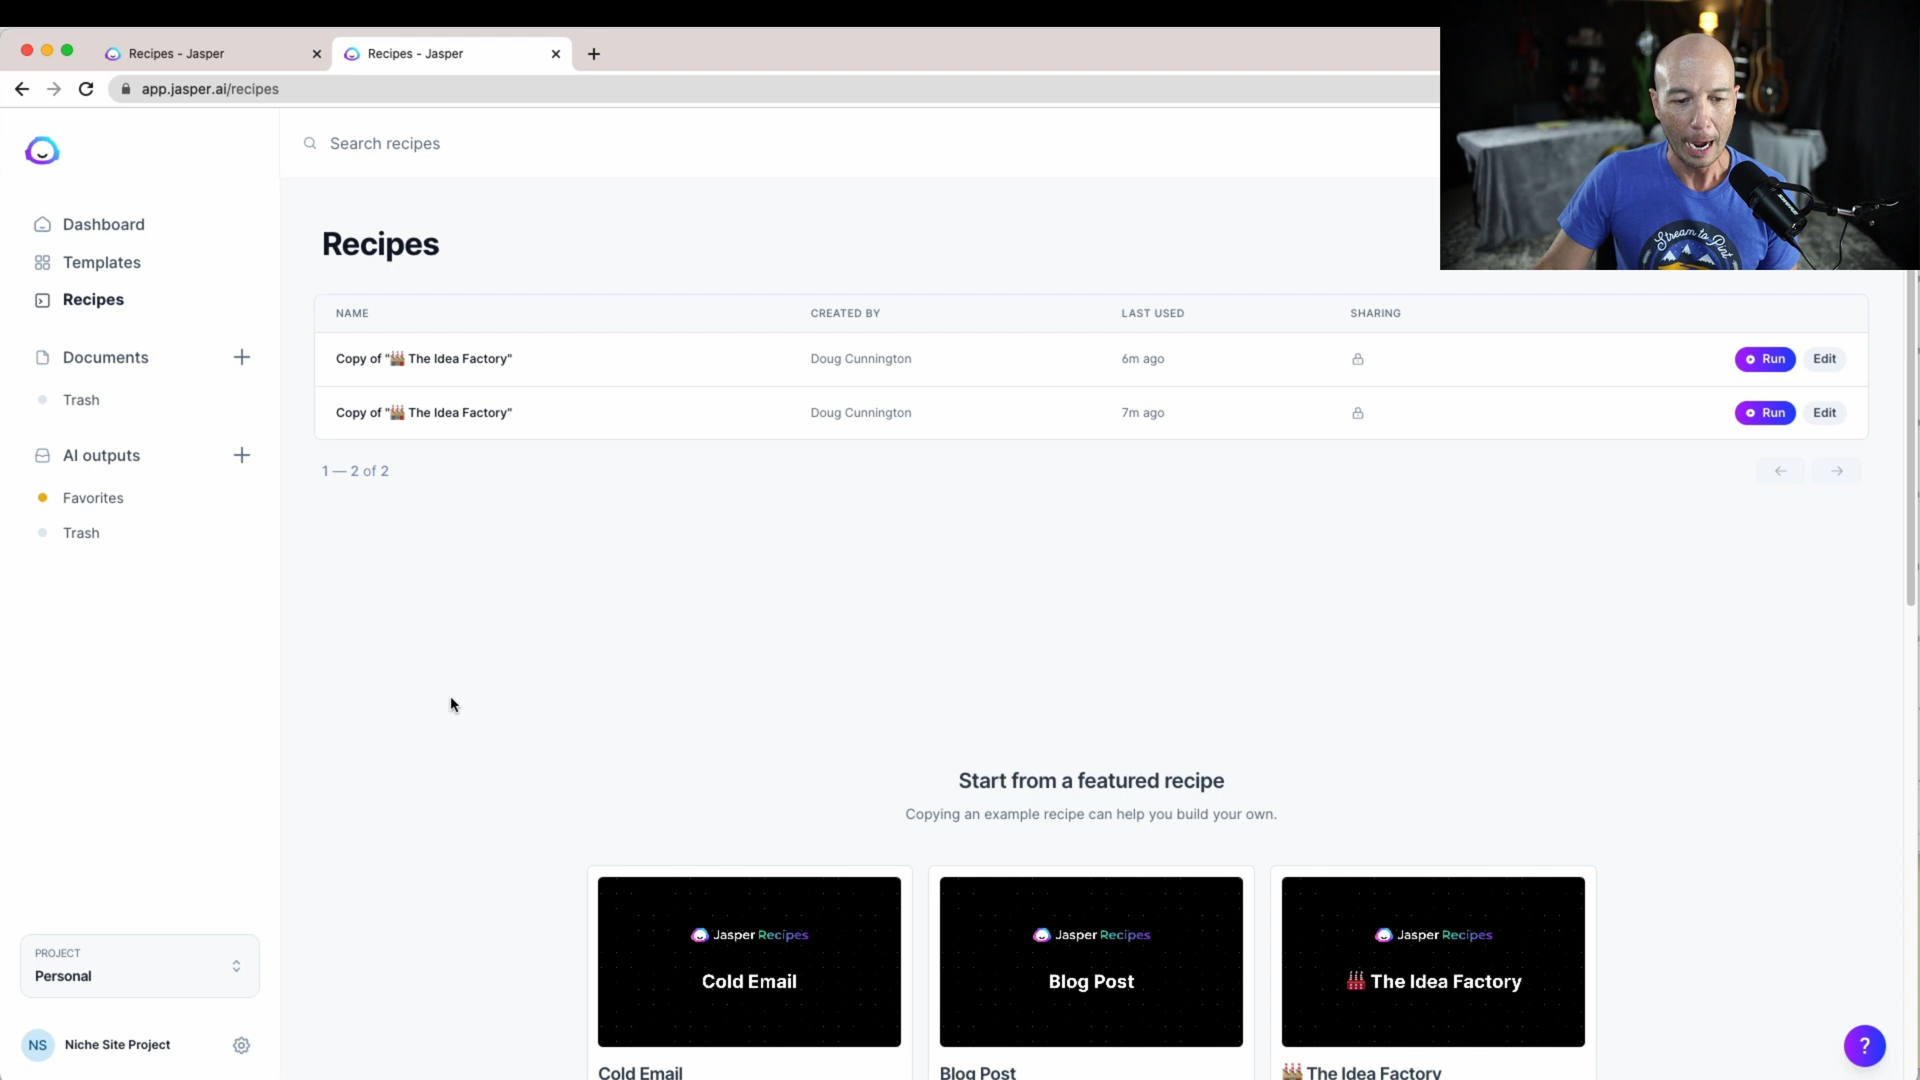 Recipes - Jasper
Recipes - Jasper
app.jasper.ai/recipes
Search recipes
Stream to Pint
Dashboard
Templates
Recipes
Documents
Trash
AI outputs
Favorites
Trash
Recipes
NAME CREATED BY LAST USED SHARING
Copy of "🏭 The Idea Factory" Doug Cunnington 6m ago Run Edit
Copy of "🏭 The Idea Factory" Doug Cunnington 7m ago Run Edit
1 — 2 of 2
Start from a featured recipe
Copying an example recipe can help you build your own.
Jasper Recipes
Cold Email
Cold Email
Jasper Recipes
Blog Post
Blog Post
Jasper Recipes
🏭 The Idea Factory
🏭 The Idea Factory
PROJECT
Personal
NS Niche Site Project
?